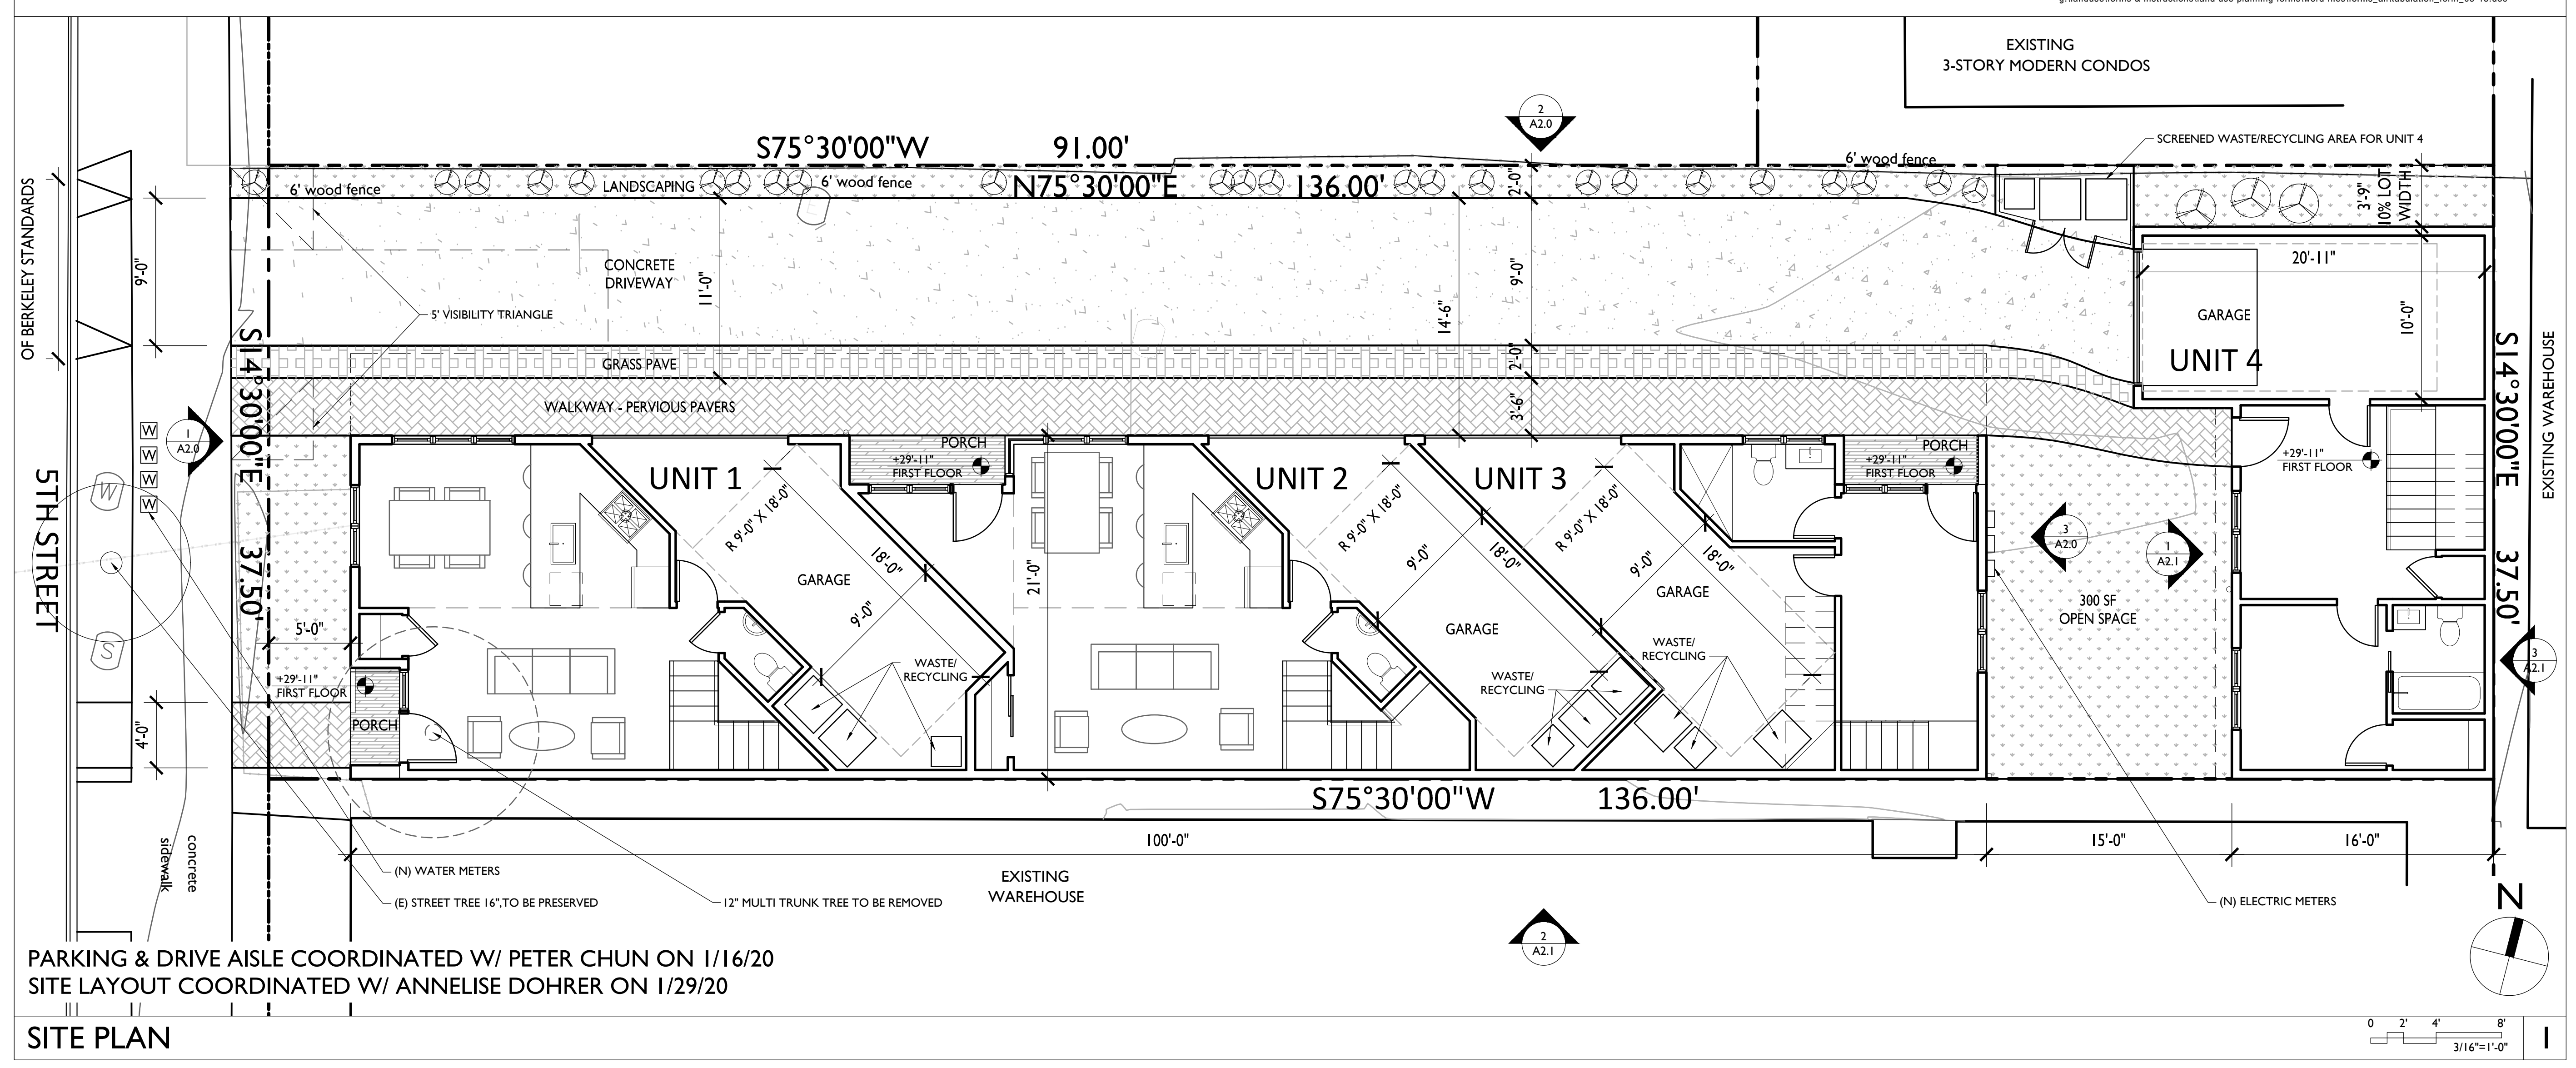 EXISTING
3-STORY MODERN CONDOS
2
A2.0
SCREENED WASTE/RECYCLING AREA FOR UNIT 4
S75°30'00"W 91.00'
6' wood fence
OF BERKELEY STANDARDS
6' wood fence
LANDSCAPING
6' wood fence
N75°30'00"E 136.00'
2'-0"
3'-9"
10% LOT
WIDTH
9'-0"
CONCRETE
DRIVEWAY
11'-0"
9'-0"
14'-6"
20'-11"
GARAGE
10'-0"
UNIT 4
5' VISIBILITY TRIANGLE
GRASS PAVE
2'-0"
WALKWAY - PERVIOUS PAVERS
3'-6"
S14°30'00"E 37.50'
S14°30'00"E 37.50'
EXISTING WAREHOUSE
5TH STREET
W
W
W
W
1
A2.0
W
S
UNIT 1
R 9'-0" X 18'-0"
18'-0"
GARAGE
9'-0"
WASTE/
RECYCLING
PORCH
+29'-11"
FIRST FLOOR
21'-0"
UNIT 2
R 9'-0" X 18'-0"
9'-0"
18'-0"
GARAGE
WASTE/
RECYCLING
UNIT 3
R 9'-0" X 18'-0"
9'-0"
18'-0"
GARAGE
WASTE/
RECYCLING
PORCH
+29'-11"
FIRST FLOOR
3
A2.0
1
A2.1
300 SF
OPEN SPACE
+29'-11"
FIRST FLOOR
3
A2.1
5'-0"
+29'-11"
FIRST FLOOR
PORCH
4'-0"
S75°30'00"W 136.00'
100'-0"
15'-0"
16'-0"
concrete
sidewalk
(N) WATER METERS
(E) STREET TREE 16",TO BE PRESERVED
12" MULTI TRUNK TREE TO BE REMOVED
EXISTING
WAREHOUSE
(N) ELECTRIC METERS
2
A2.1
N
PARKING & DRIVE AISLE COORDINATED W/ PETER CHUN ON 1/16/20
SITE LAYOUT COORDINATED W/ ANNELISE DOHRER ON 1/29/20
SITE PLAN
0 2' 4' 8'
3/16"=1'-0"
1